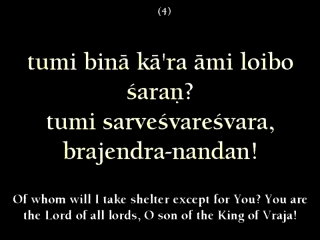 (4)
tumi binā kā'ra āmi loibo
śaraṇ?
tumi sarveśvareśvara,
brajendra-nandan!
Of whom will I take shelter except for You? You are
the Lord of all lords, O son of the King of Vraja!